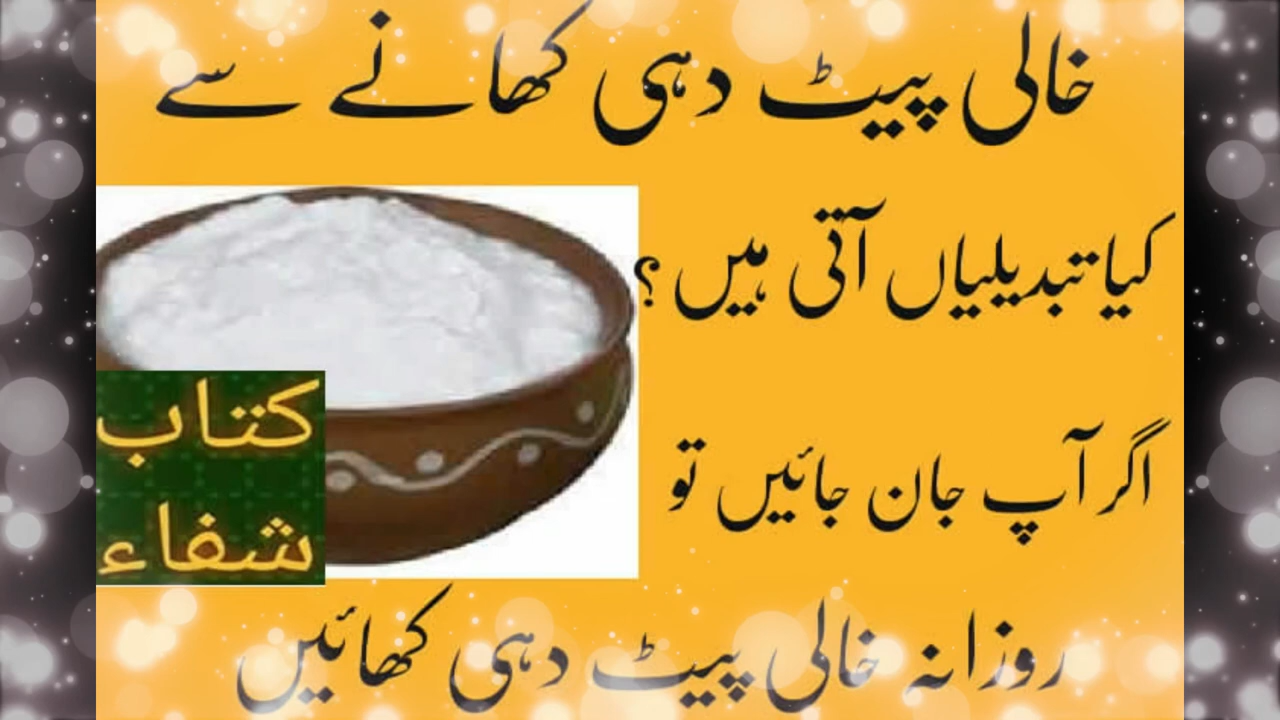 خالی پیٹ دہی کھانے سے
کیا تبدیلیاں آتی ہیں؟
اگر آپ جان جائیں تو
روزانہ خالی پیٹ دہی کھائیں
کتاب
شفاء